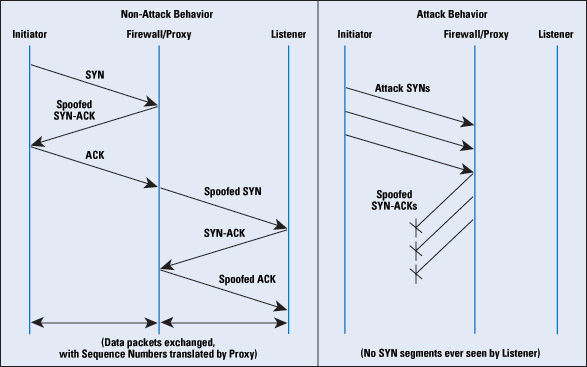 Non-Attack Behavior
Initiator
Firewall/Proxy
Listener
SYN
Spoofed
SYN-ACK
ACK
Spoofed SYN
SYN-ACK
Spoofed ACK
(Data packets exchanged,
with Sequence Numbers translated by Proxy)
Attack Behavior
Initiator
Firewall/Proxy
Listener
Attack SYNs
Spoofed
SYN-ACKs
(No SYN segments ever seen by Listener)